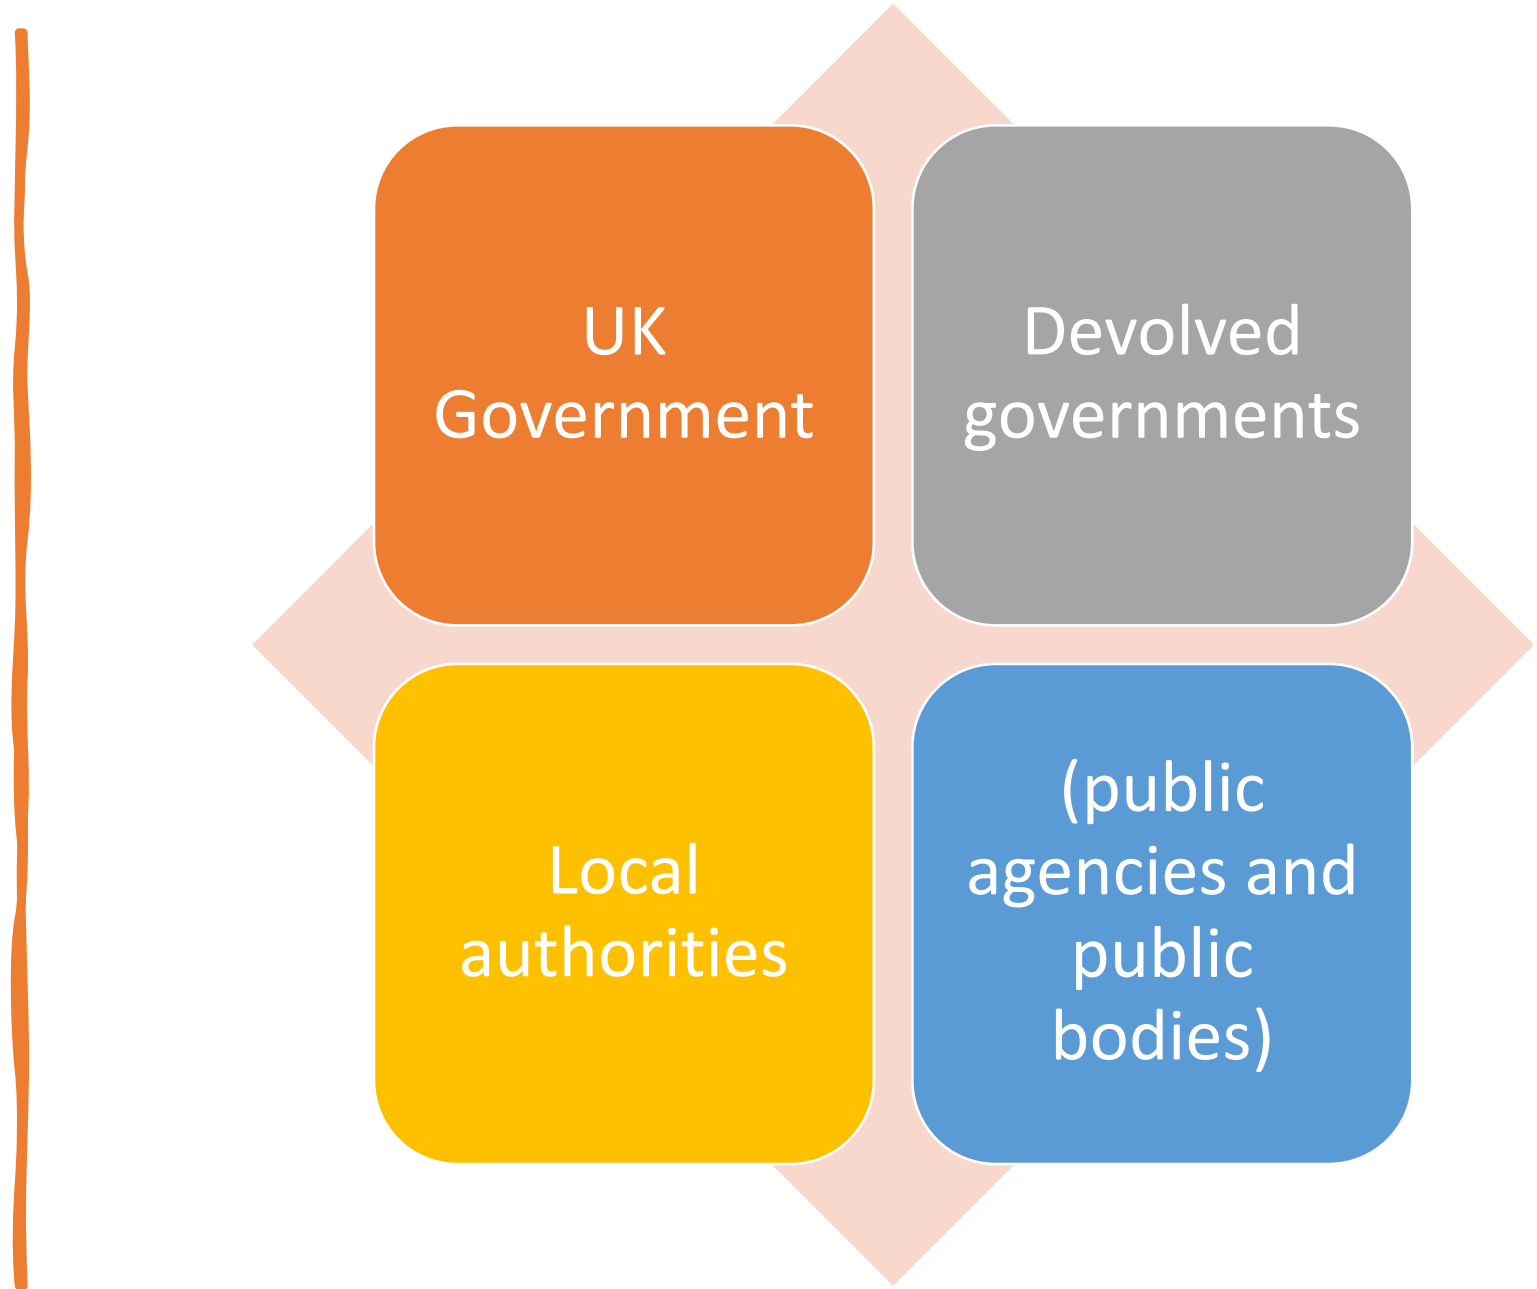 UK
Government
Devolved
governments
Local
authorities
(public
agencies and
public
bodies)